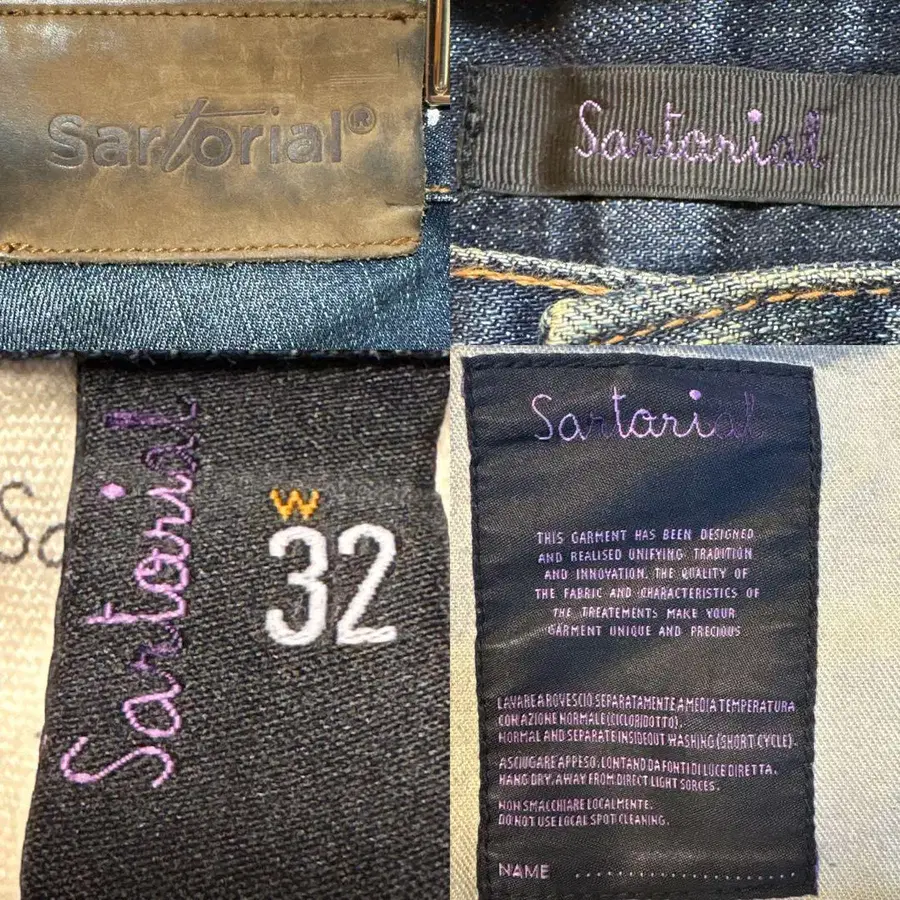 Sartorial®
Sartorial
Sartorial
W
32
Sartorial
THIS GARMENT HAS BEEN DESIGNED
AND REALISED UNIFYING TRADITION
AND INNOVATION. THE QUALITY OF
THE FABRIC AND CHARACTERISTICS OF
THE TREATEMENTS MAKE YOUR
GARMENT UNIQUE AND PRECIOUS
LAVARE A ROVESCIO SEPARATAMENTE A MEDIA TEMPERATURA
CON AZIONE NORMALE (CICLO RIDOTTO).
NORMAL AND SEPARATE INSIDEOUT WASHING (SHORT CYCLE).
ASCIUGARE APPESO, LONTANO DA FONTI DI LUCE DIRETTA.
HANG DRY, AWAY FROM DIRECT LIGHT SORCES.
NON SMACCHIARE LOCALMENTE.
DO NOT USE LOCAL SPOT CLEANING.
NAME ........................